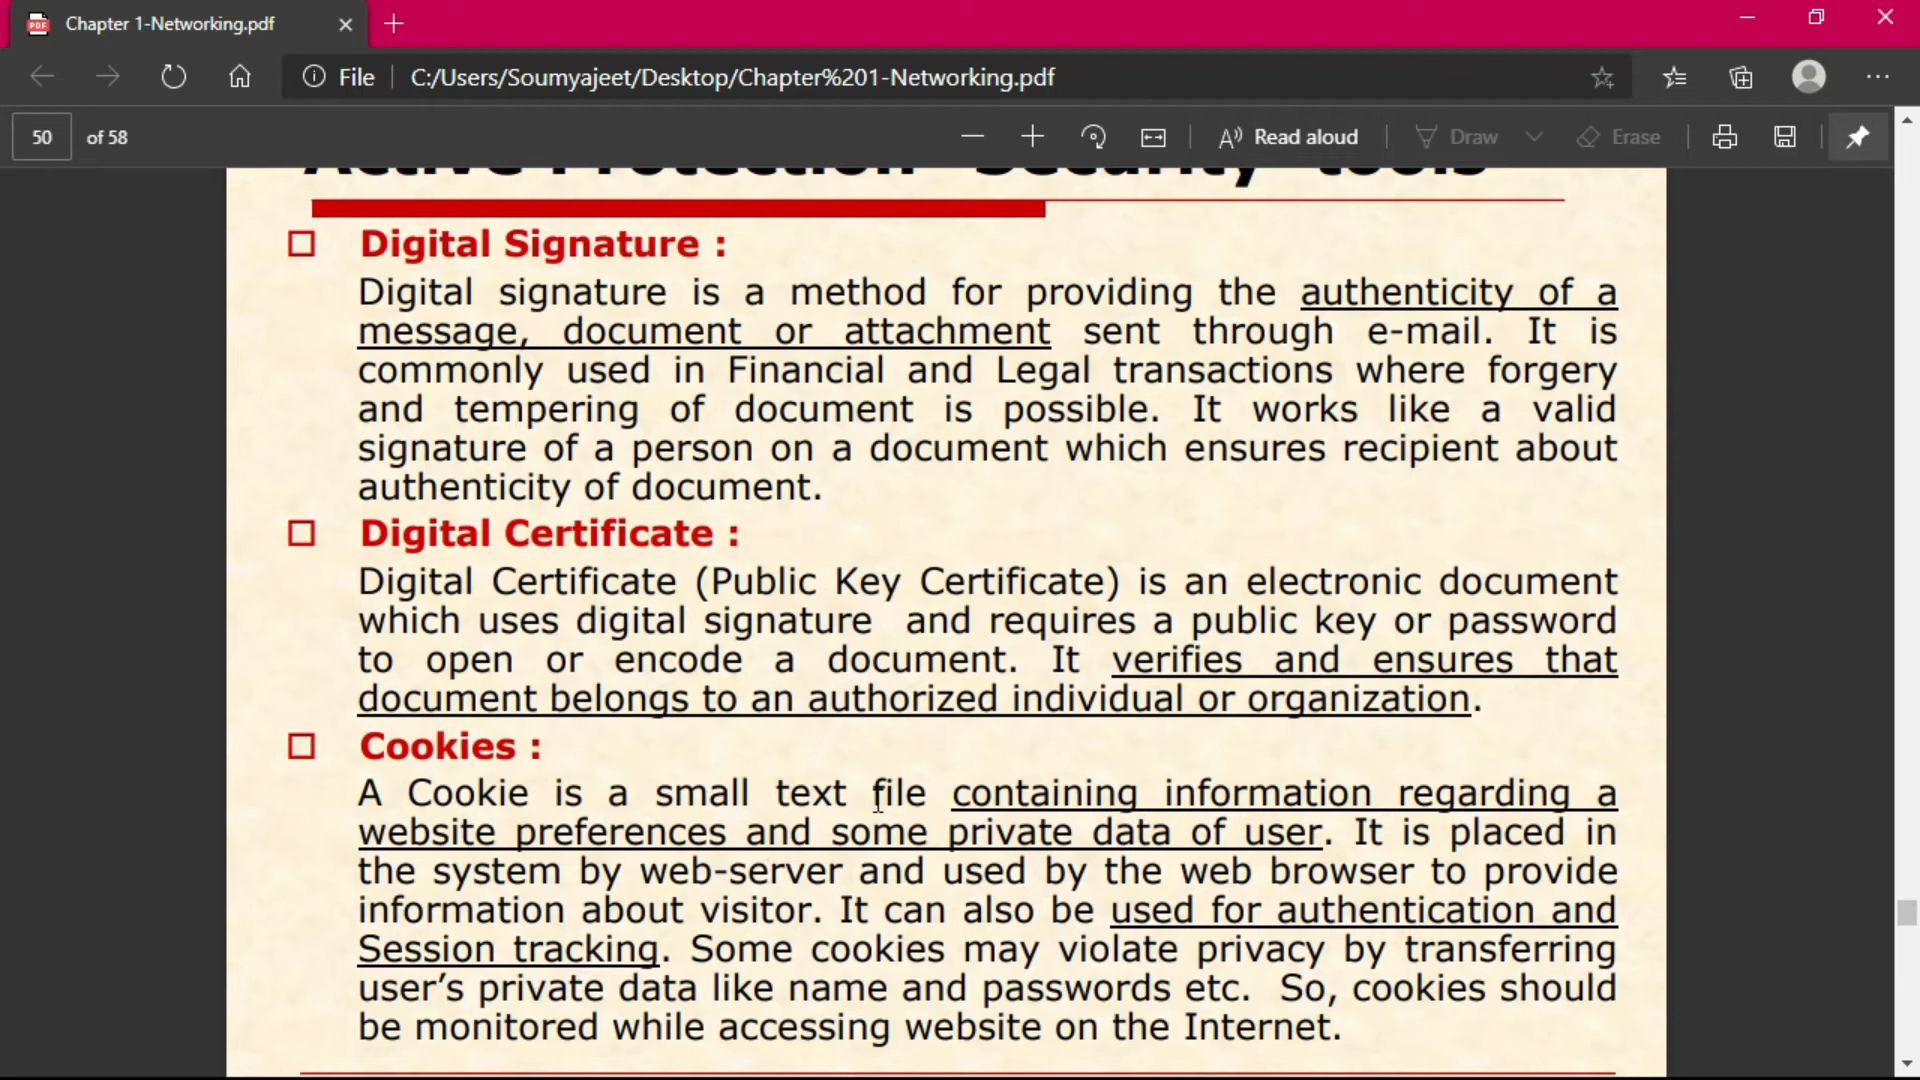 Chapter 1-Networking.pdf
File C:/Users/Soumyajeet/Desktop/Chapter%201-Networking.pdf
50 of 58 Read aloud Draw Erase
Active Protection Security tools
Digital Signature :
Digital signature is a method for providing the authenticity of a
message, document or attachment sent through e-mail. It is
commonly used in Financial and Legal transactions where forgery
and tempering of document is possible. It works like a valid
signature of a person on a document which ensures recipient about
authenticity of document.
Digital Certificate :
Digital Certificate (Public Key Certificate) is an electronic document
which uses digital signature and requires a public key or password
to open or encode a document. It verifies and ensures that
document belongs to an authorized individual or organization.
Cookies :
A Cookie is a small text file containing information regarding a
website preferences and some private data of user. It is placed in
the system by web-server and used by the web browser to provide
information about visitor. It can also be used for authentication and
Session tracking. Some cookies may violate privacy by transferring
user’s private data like name and passwords etc. So, cookies should
be monitored while accessing website on the Internet.